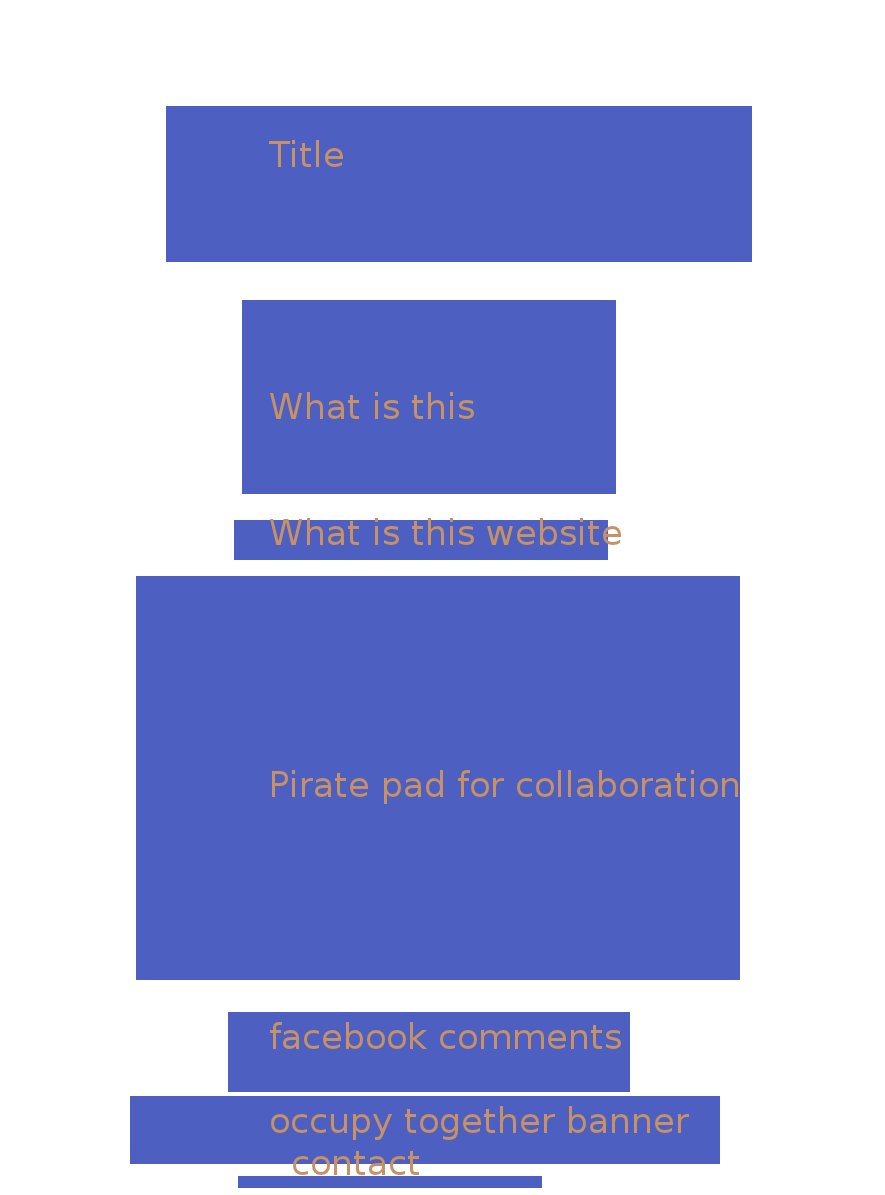 Title
What is this
What is this website
Pirate pad for collaboration
facebook comments
occupy together banner
contact